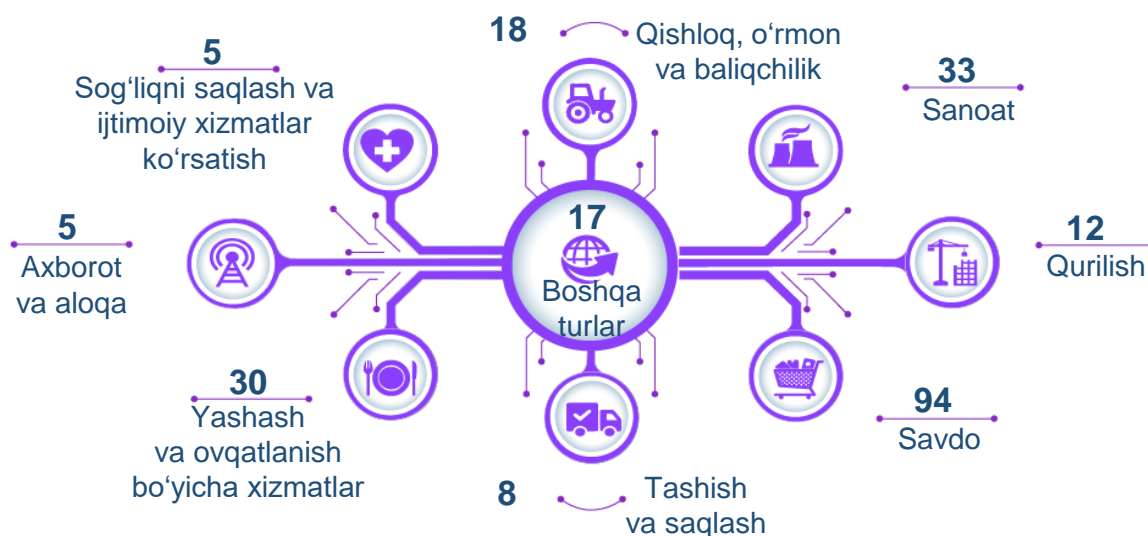 18
Qishloq, o‘rmon
va baliqchilik
5
Sog‘liqni saqlash va
ijtimoiy xizmatlar
ko‘rsatish
33
Sanoat
5
Axborot
va aloqa
17
Boshqa
turlar
12
Qurilish
30
Yashash
va ovqatlanish
bo‘yicha xizmatlar
94
Savdo
8
Tashish
va saqlash